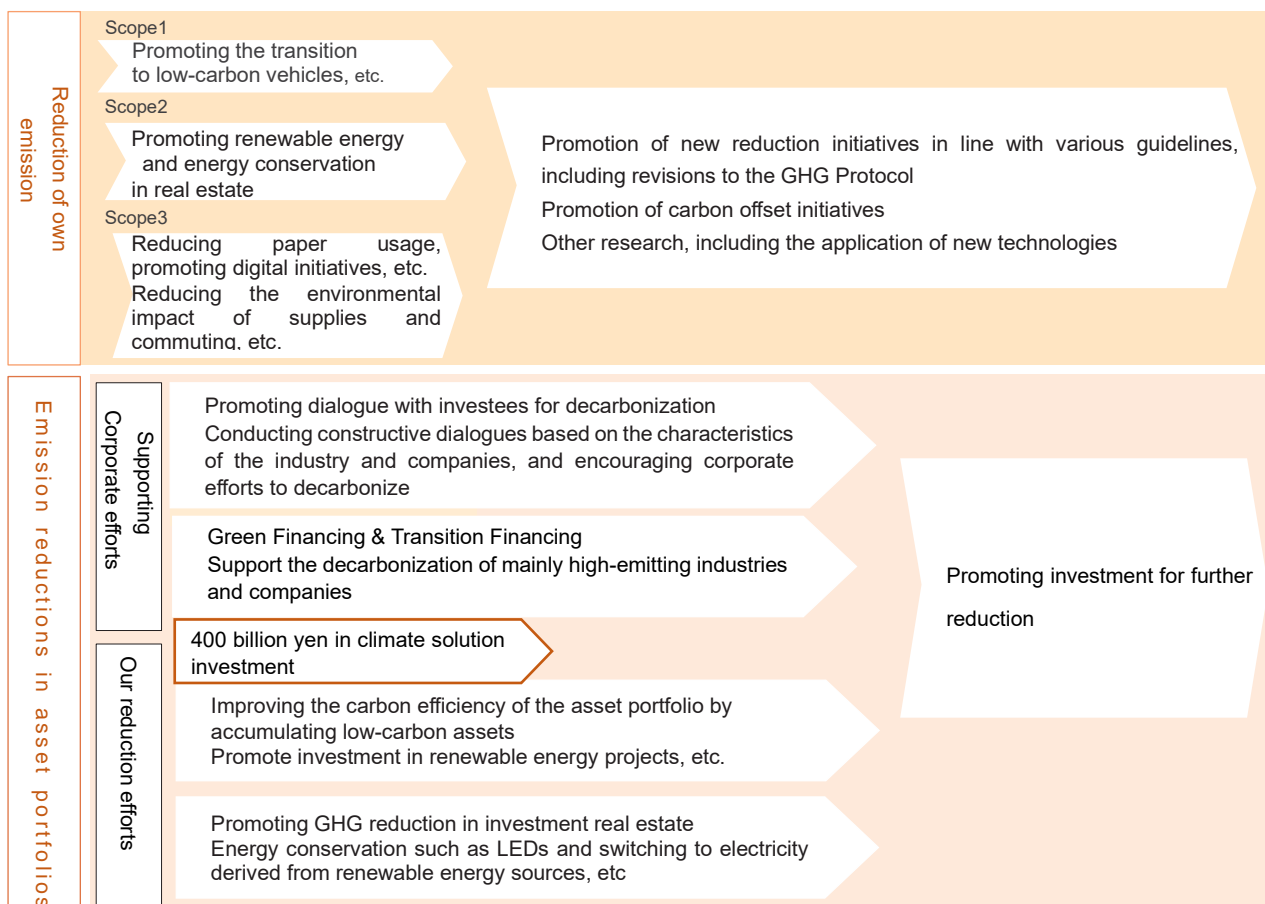 Reduction of own
emission
Scope1
Promoting the transition
to low-carbon vehicles, etc.
Scope2
Promoting renewable energy
and energy conservation
in real estate
Scope3
Reducing paper usage,
promoting digital initiatives, etc.
Reducing the environmental
impact of supplies and
commuting, etc.
Promotion of new reduction initiatives in line with various guidelines,
including revisions to the GHG Protocol
Promotion of carbon offset initiatives
Other research, including the application of new technologies
Emission reductions in asset portfolios
Supporting
Corporate efforts
Promoting dialogue with investees for decarbonization
Conducting constructive dialogues based on the characteristics
of the industry and companies, and encouraging corporate
efforts to decarbonize
Green Financing & Transition Financing
Support the decarbonization of mainly high-emitting industries
and companies
400 billion yen in climate solution
investment
Our reduction efforts
Improving the carbon efficiency of the asset portfolio by
accumulating low-carbon assets
Promote investment in renewable energy projects, etc.
Promoting GHG reduction in investment real estate
Energy conservation such as LEDs and switching to electricity
derived from renewable energy sources, etc
Promoting investment for further
reduction